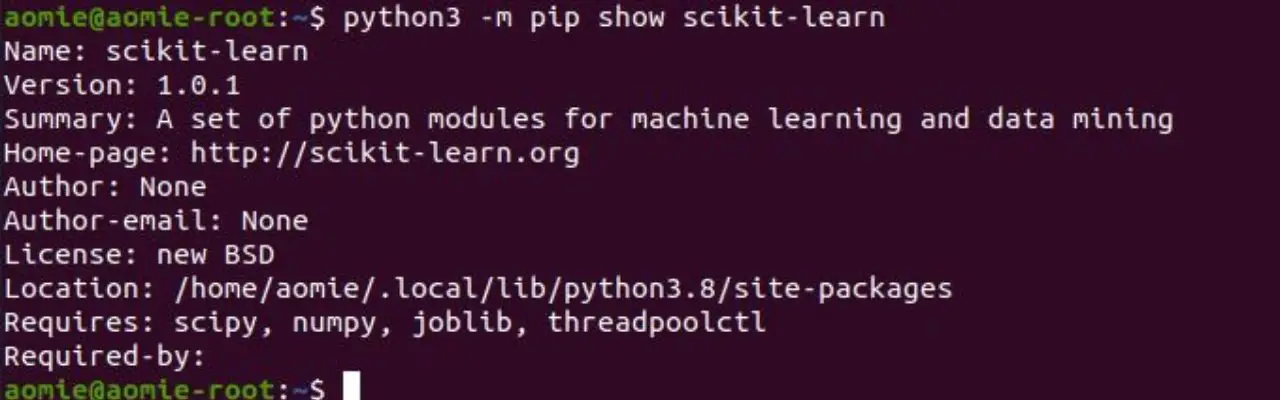 aomie@aomie-root:~$ python3 -m pip show scikit-learn
Name: scikit-learn
Version: 1.0.1
Summary: A set of python modules for machine learning and data mining
Home-page: http://scikit-learn.org
Author: None
Author-email: None
License: new BSD
Location: /home/aomie/.local/lib/python3.8/site-packages
Requires: scipy, numpy, joblib, threadpoolctl
Required-by:
aomie@aomie-root:~$